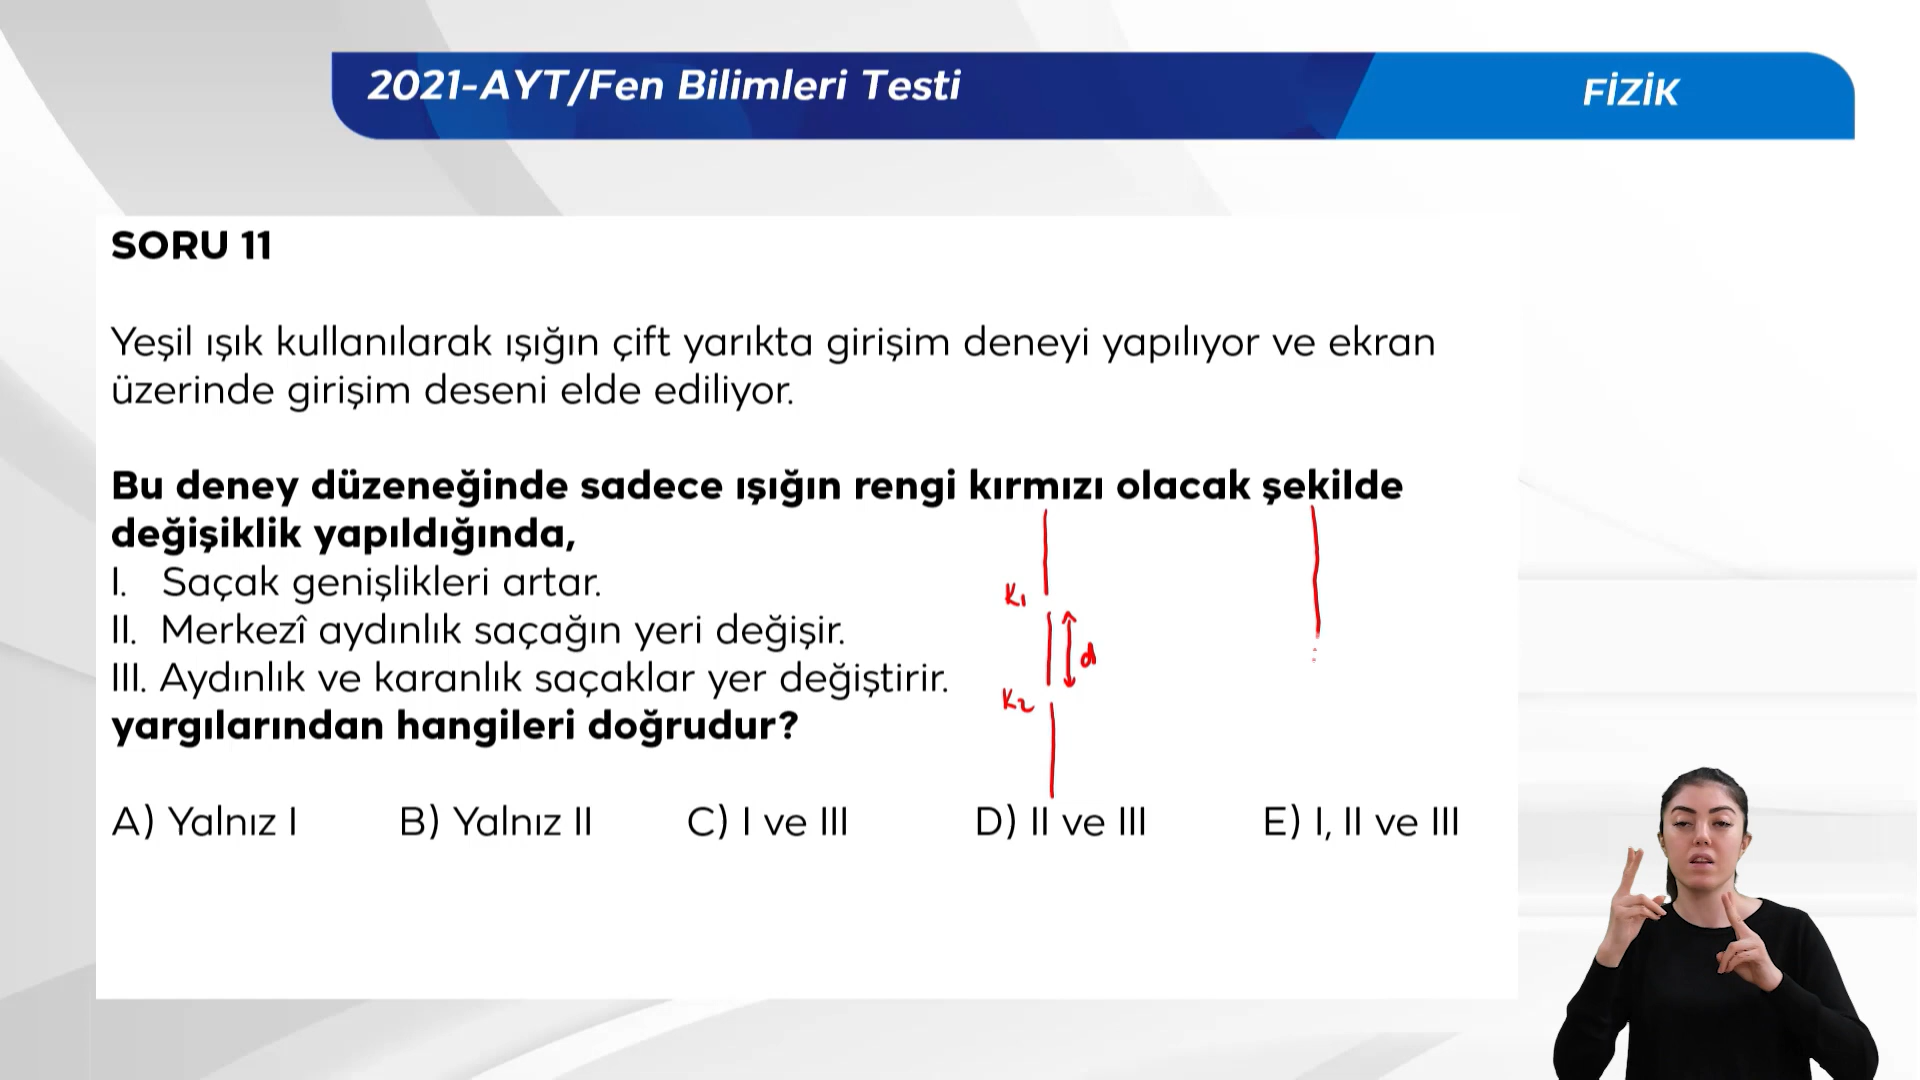 2021-AYT/Fen Bilimleri Testi
FİZİK
SORU 11
Yeşil ışık kullanılarak ışığın çift yarıkta girişim deneyi yapılıyor ve ekran
üzerinde girişim deseni elde ediliyor.
Bu deney düzeneğinde sadece ışığın rengi kırmızı olacak şekilde
değişiklik yapıldığında,
I. Saçak genişlikleri artar.
II. Merkezî aydınlık saçağın yeri değişir.
III. Aydınlık ve karanlık saçaklar yer değiştirir.
yargılarından hangileri doğrudur?
K1
d
K2
A) Yalnız I B) Yalnız II C) I ve III D) II ve III E) I, II ve III